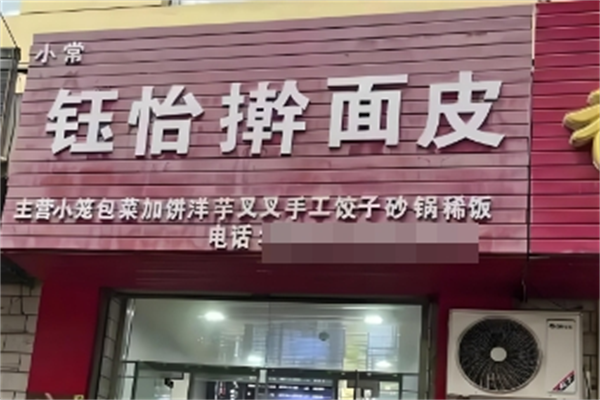 小常
钰怡擀面皮
主营小笼包菜加饼洋芋叉叉手工饺子砂锅稀饭
电话: